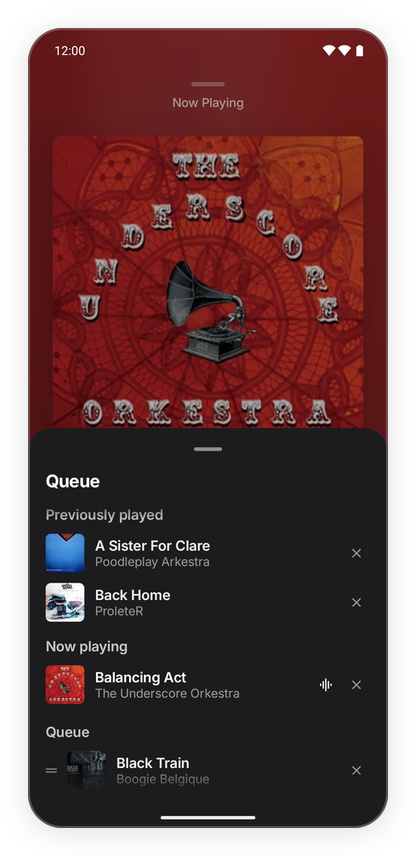 12:00
Now Playing
THE
UNDERSCORE
ORKESTRA
Queue
Previously played
A Sister For Clare
Poodleplay Arkestra
Back Home
ProleteR
Now playing
Balancing Act
The Underscore Orkestra
Queue
Black Train
Boogie Belgique